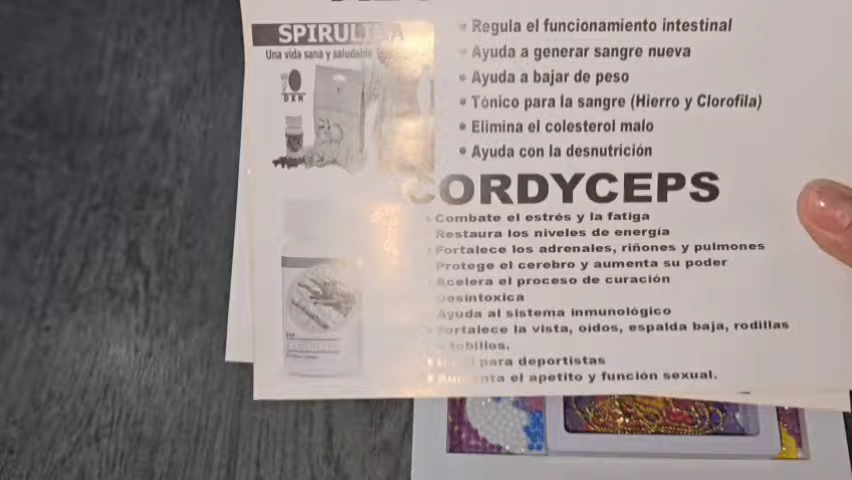 SPIRULINA
Una vida sana y saludable
DXN
• Regula el funcionamiento intestinal
• Ayuda a generar sangre nueva
• Ayuda a bajar de peso
• Tónico para la sangre (Hierro y Clorofila)
• Elimina el colesterol malo
• Ayuda con la desnutrición
CORDYCEPS
• Combate el estrés y la fatiga
Restaura los niveles de energía
Fortalece los adrenales, riñones y pulmones
Protege el cerebro y aumenta su poder
Acelera el proceso de curación
Desintoxica
Ayuda al sistema inmunológico
• Fortalece la vista, oídos, espalda baja, rodillas
tobillos.
para deportistas
• Aumenta el apetito y función sexual.